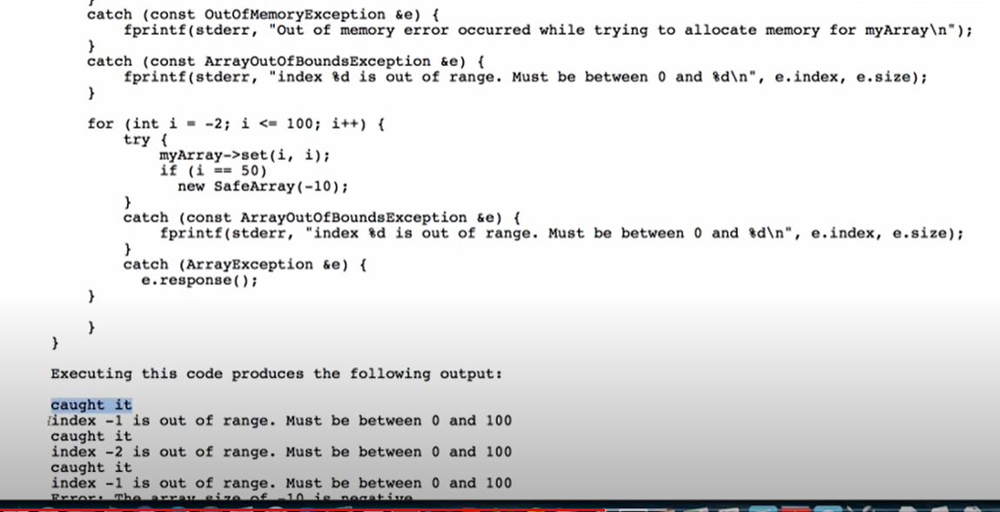 }
catch (const OutOfMemoryException &e) {
fprintf(stderr, "Out of memory error occurred while trying to allocate memory for myArray\n");
}
catch (const ArrayOutOfBoundsException &e) {
fprintf(stderr, "index %d is out of range. Must be between 0 and %d\n", e.index, e.size);
}
for (int i = -2; i <= 100; i++) {
try {
myArray->set(i, i);
if (i == 50)
new SafeArray(-10);
}
catch (const ArrayOutOfBoundsException &e) {
fprintf(stderr, "index %d is out of range. Must be between 0 and %d\n", e.index, e.size);
}
catch (ArrayException &e) {
e.response();
}
}
}
Executing this code produces the following output:
caught it
index -1 is out of range. Must be between 0 and 100
caught it
index -2 is out of range. Must be between 0 and 100
caught it
index -1 is out of range. Must be between 0 and 100
Error: The array size of -10 is negative